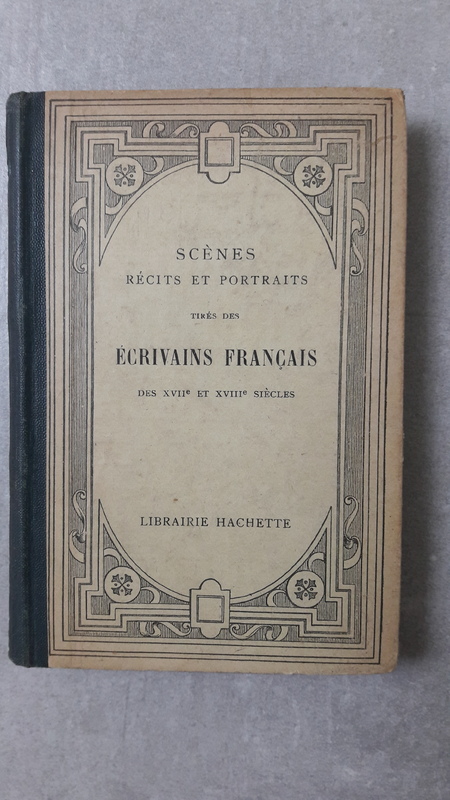 SCÈNES
RÉCITS ET PORTRAITS
TIRÉS DES
ÉCRIVAINS FRANÇAIS
DES XVIIe ET XVIIIe SIÈCLES
LIBRAIRIE HACHETTE